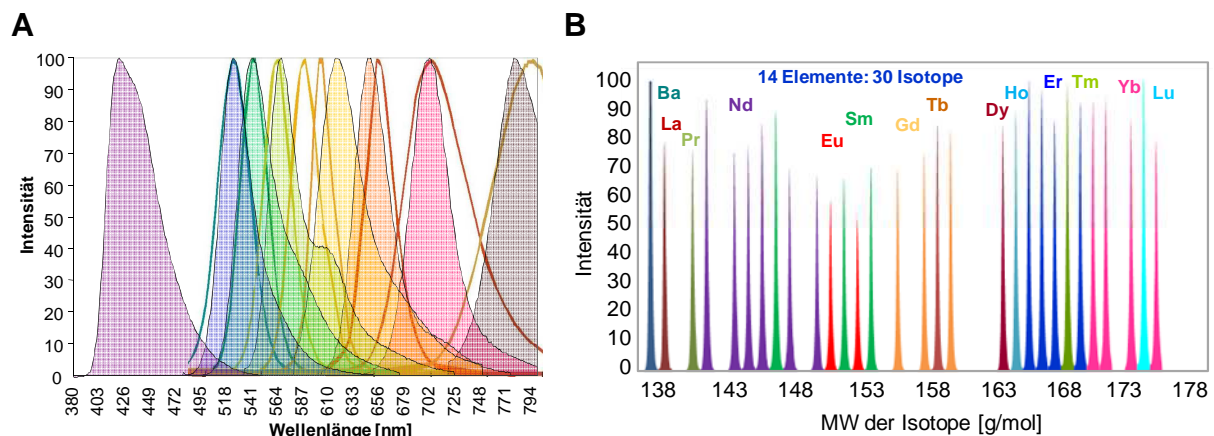 A
Intensität
100
90
80
70
60
50
40
30
20
10
0
380 403 426 449 472 495 518 541 564 587 610 633 656 679 702 725 748 771 794
Wellenlänge [nm]
B
14 Elemente: 30 Isotope
Ba
La
Pr
Nd
Eu
Sm
Gd
Tb
Dy
Ho
Er
Tm
Yb
Lu
Intensität
100
90
80
70
60
50
40
30
20
10
0
138 143 148 153 158 163 168 173 178
MW der Isotope [g/mol]